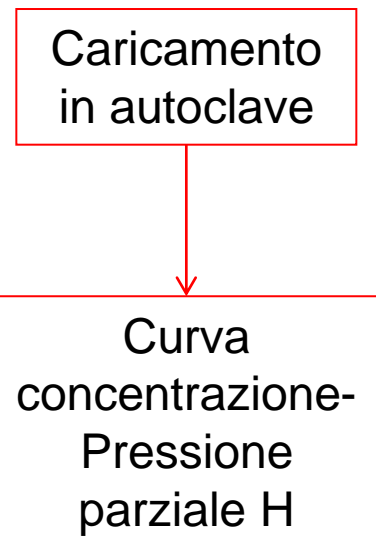 Caricamento
in autoclave
Curva
concentrazione-
Pressione
parziale H